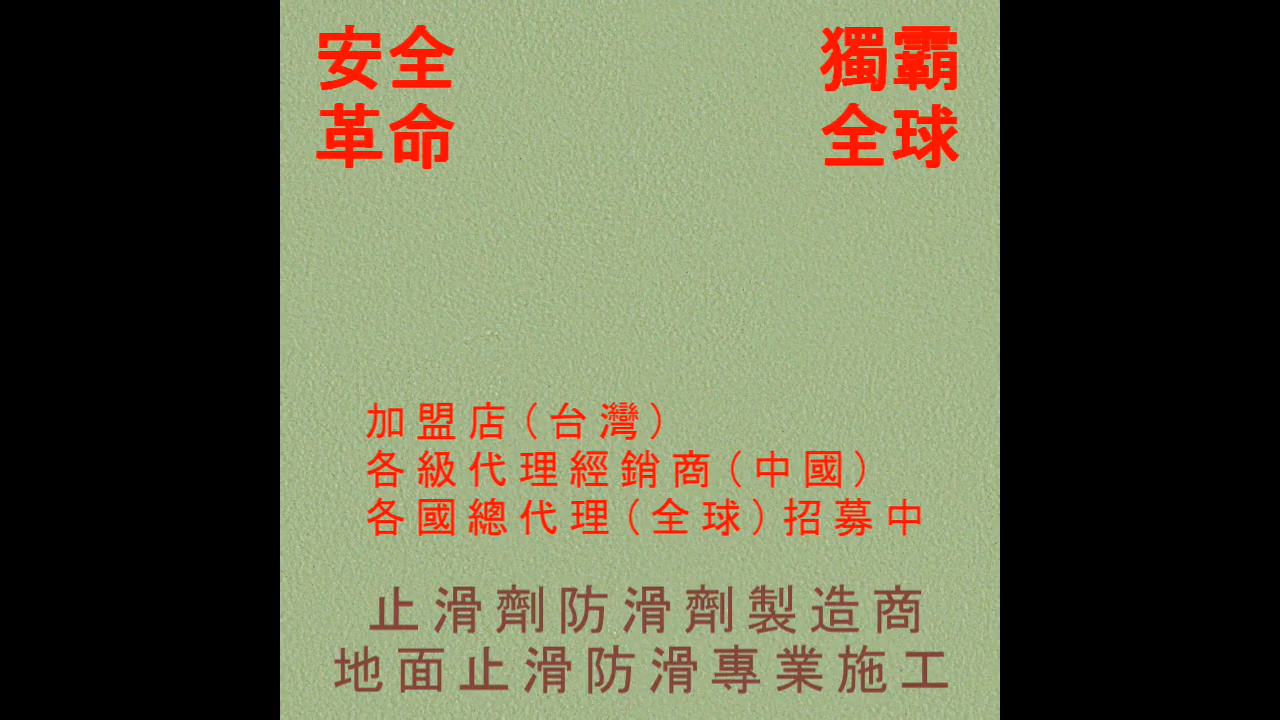 安全
革命
獨霸
全球
加盟店(台灣)
各級代理經銷商(中國)
各國總代理(全球)招募中
止滑劑防滑劑製造商
地面止滑防滑專業施工